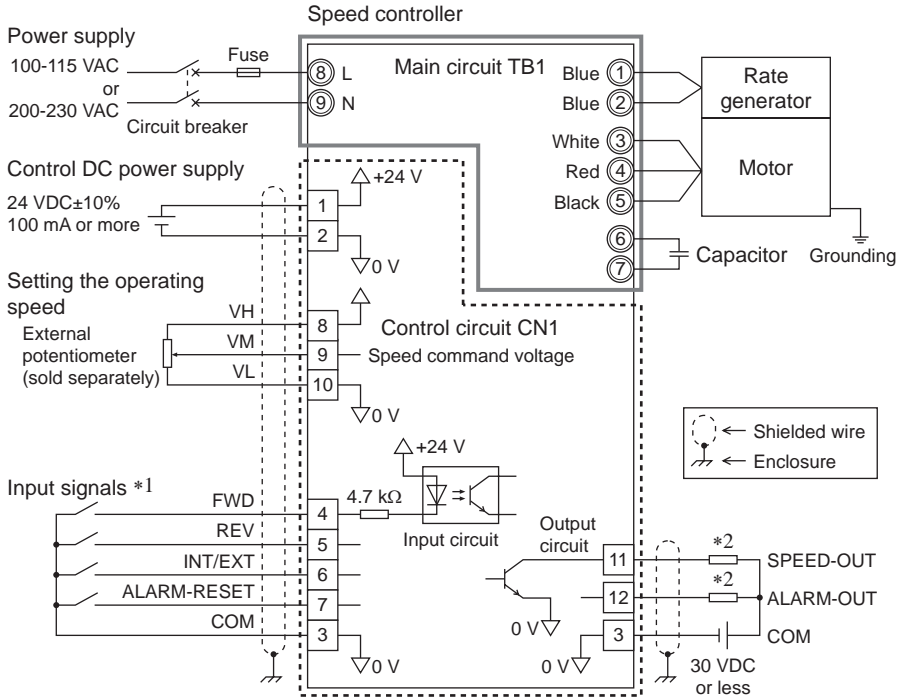 Speed controller
Power supply
100-115 VAC
or
200-230 VAC
Fuse
Circuit breaker
8 L
9 N
Main circuit TB1
Blue 1
Blue 2
White 3
Red 4
Black 5
6
7
Rate
generator
Motor
Capacitor
Grounding
Control DC power supply
24 VDC±10%
100 mA or more
1
2
+24 V
0 V
Setting the operating
speed
External
potentiometer
(sold separately)
VH
VM
VL
8
9
10
Control circuit CN1
Speed command voltage
0 V
Shielded wire
Enclosure
+24 V
Input signals *1
FWD
REV
INT/EXT
ALARM-RESET
COM
4
5
6
7
3
4.7 kΩ
Input circuit
0 V
Output
circuit
0 V
0 V
11
12
3
*2
*2
SPEED-OUT
ALARM-OUT
COM
30 VDC
or less